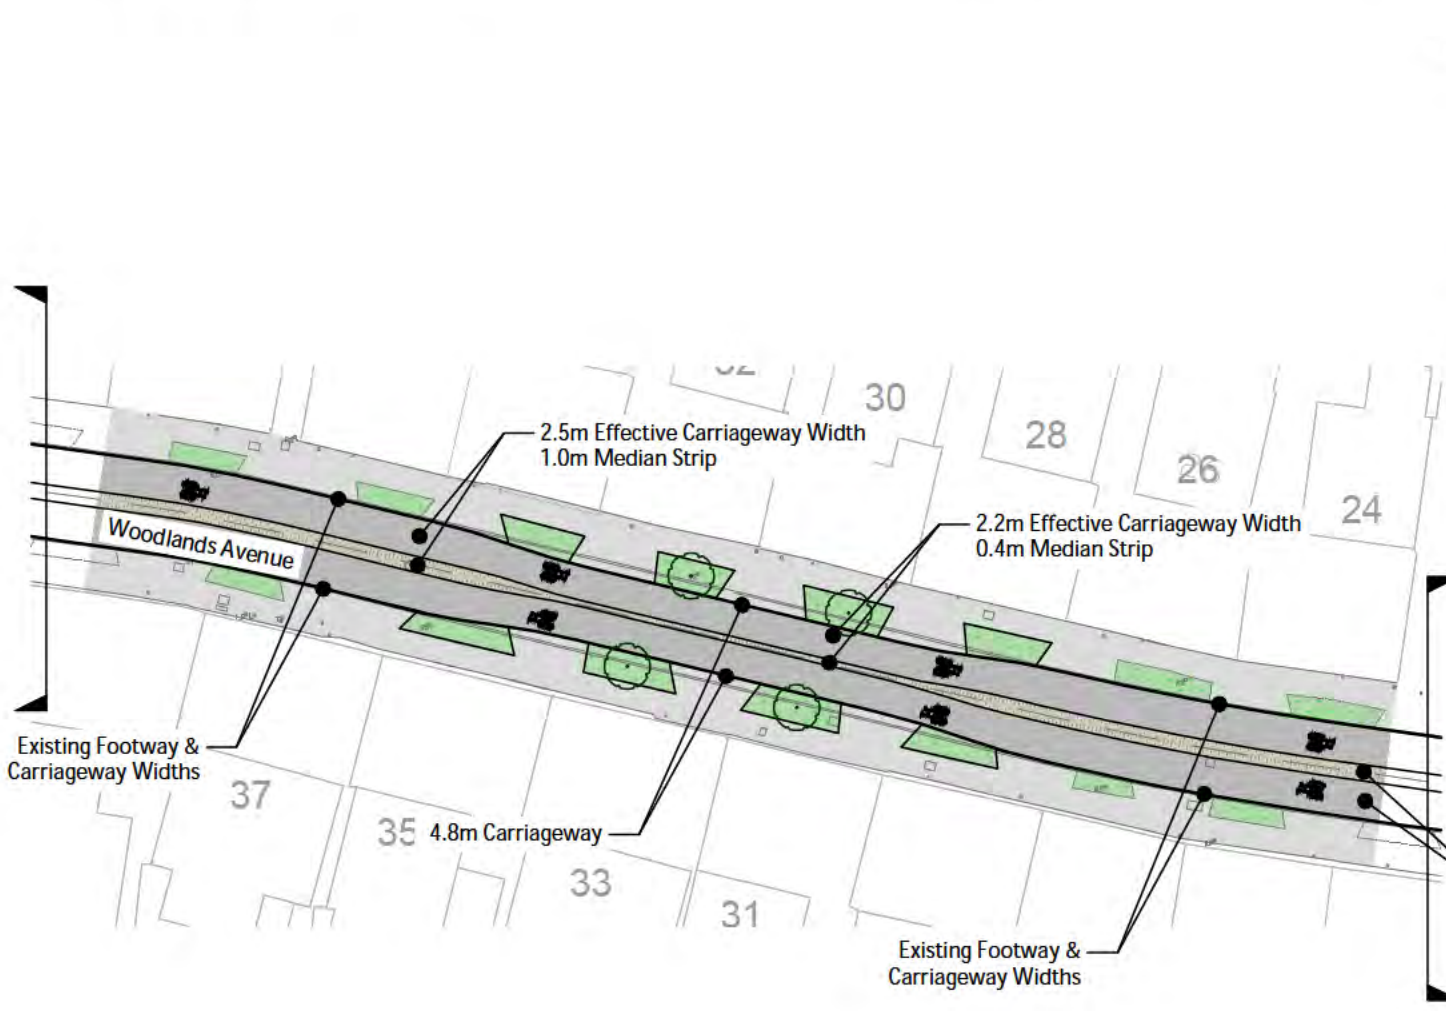 30
28
26
24
2.5m Effective Carriageway Width
1.0m Median Strip
2.2m Effective Carriageway Width
0.4m Median Strip
Woodlands Avenue
Existing Footway &
Carriageway Widths
37
35
4.8m Carriageway
33
31
Existing Footway &
Carriageway Widths